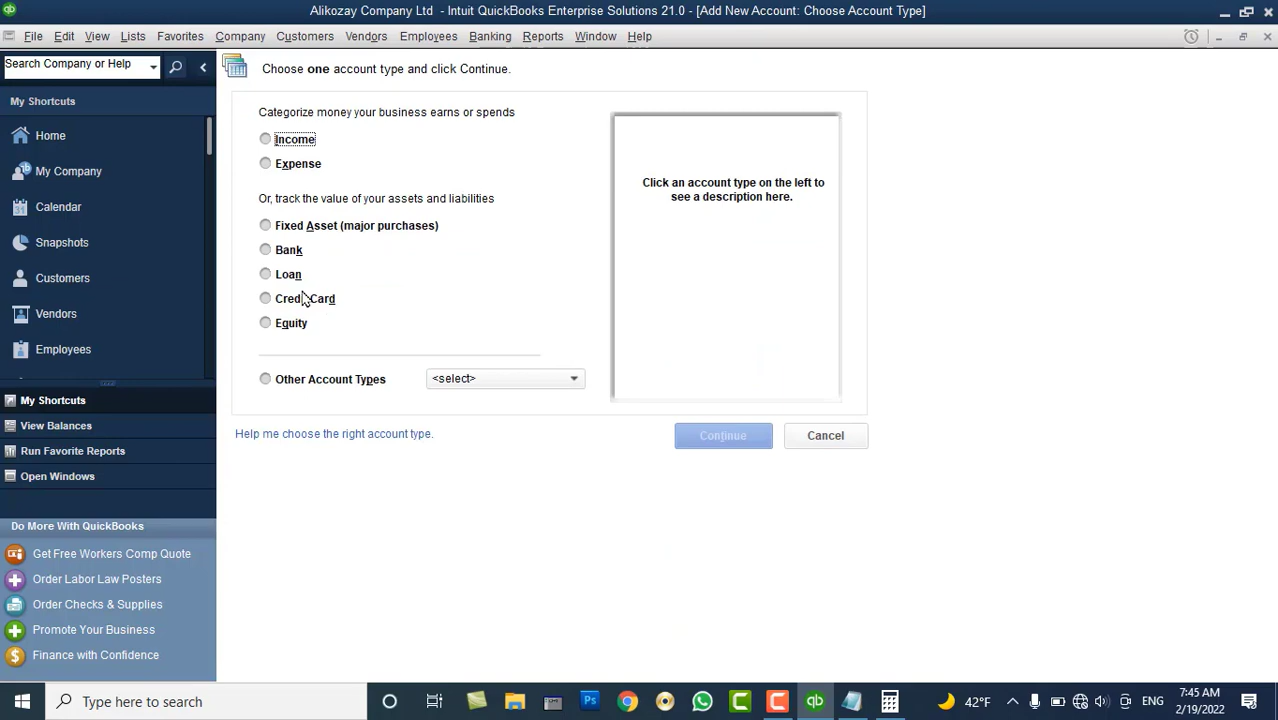 Alikozay Company Ltd - Intuit QuickBooks Enterprise Solutions 21.0 - [Add New Account: Choose Account Type]
File Edit View Lists Favorites Company Customers Vendors Employees Banking Reports Window Help
Search Company or Help
My Shortcuts
Home
My Company
Calendar
Snapshots
Customers
Vendors
Employees
My Shortcuts
View Balances
Run Favorite Reports
Open Windows
Do More With QuickBooks
Get Free Workers Comp Quote
Order Labor Law Posters
Order Checks & Supplies
Promote Your Business
Finance with Confidence
Choose one account type and click Continue.
Categorize money your business earns or spends
Income
Expense
Or, track the value of your assets and liabilities
Fixed Asset (major purchases)
Bank
Loan
Credit Card
Equity
Other Account Types <select>
Click an account type on the left to
see a description here.
Help me choose the right account type.
Continue Cancel
Type here to search
42°F
ENG
7:45 AM
2/19/2022